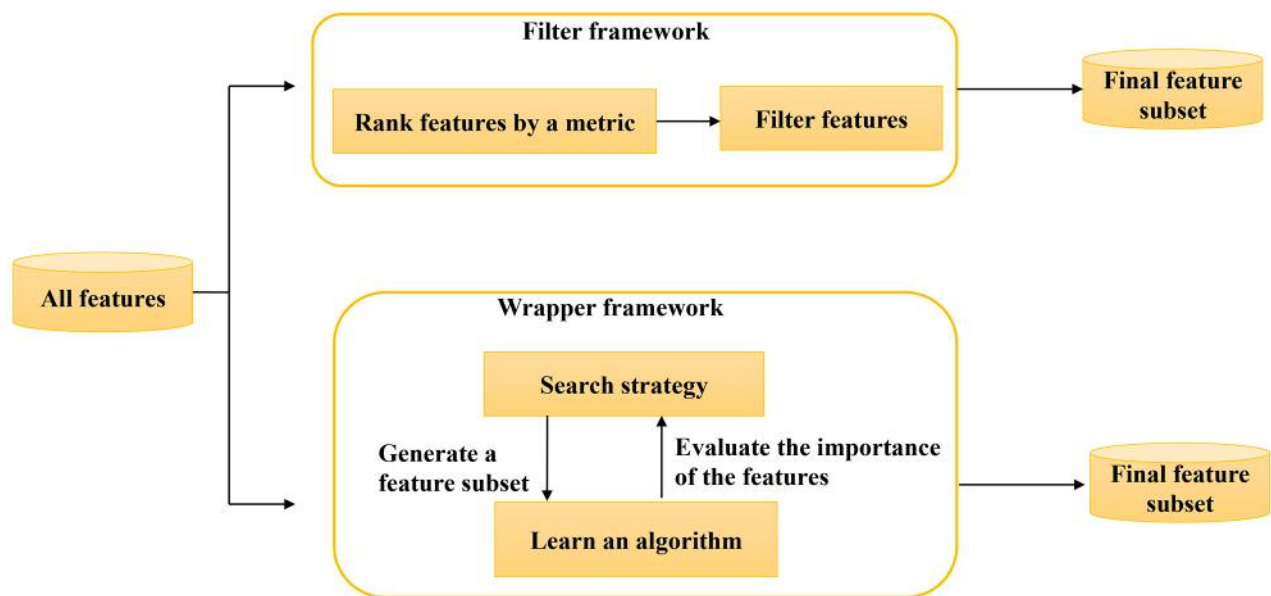 Filter framework
Rank features by a metric
Filter features
Final feature
subset
All features
Wrapper framework
Search strategy
Generate a
feature subset
Evaluate the importance
of the features
Learn an algorithm
Final feature
subset